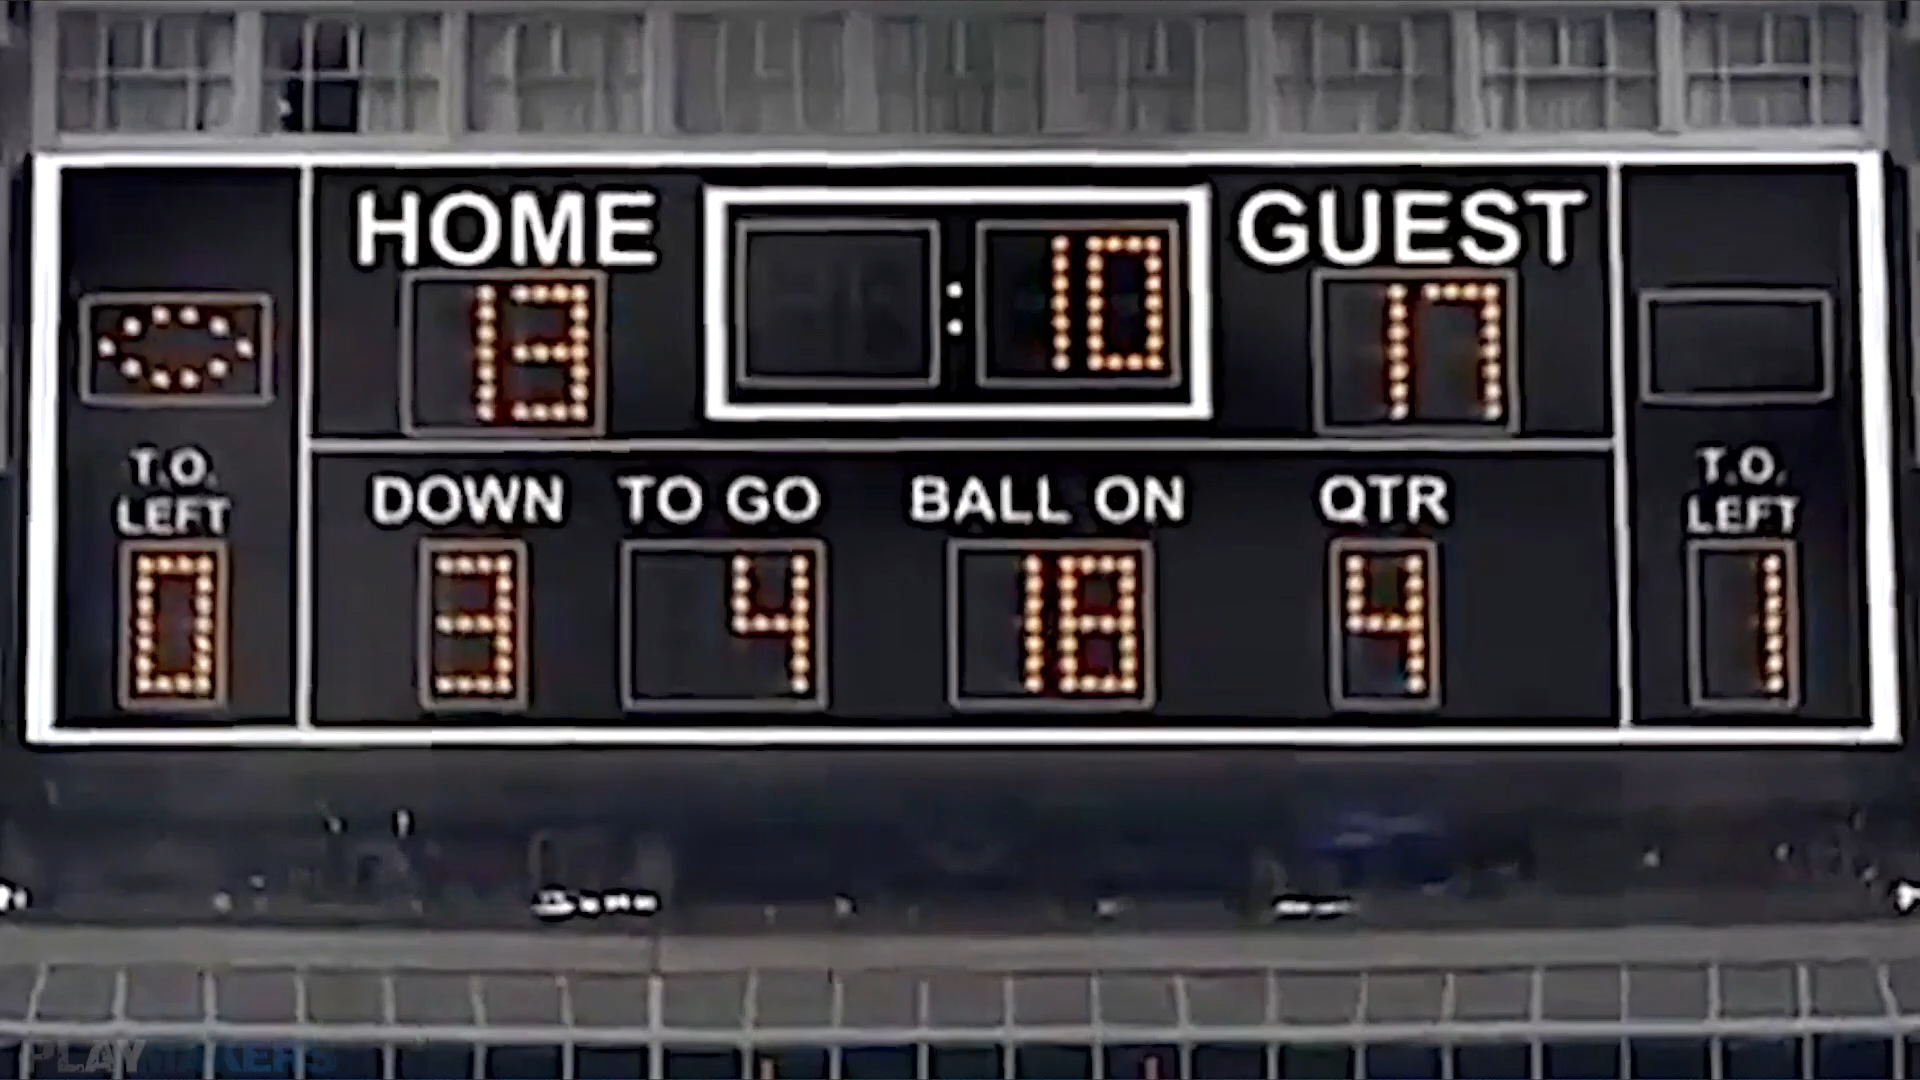 HOME GUEST
13 :10 17
T.O. LEFT
DOWN TO GO BALL ON QTR
T.O. LEFT
0 3 4 18 4 1
PLAYMAKERS